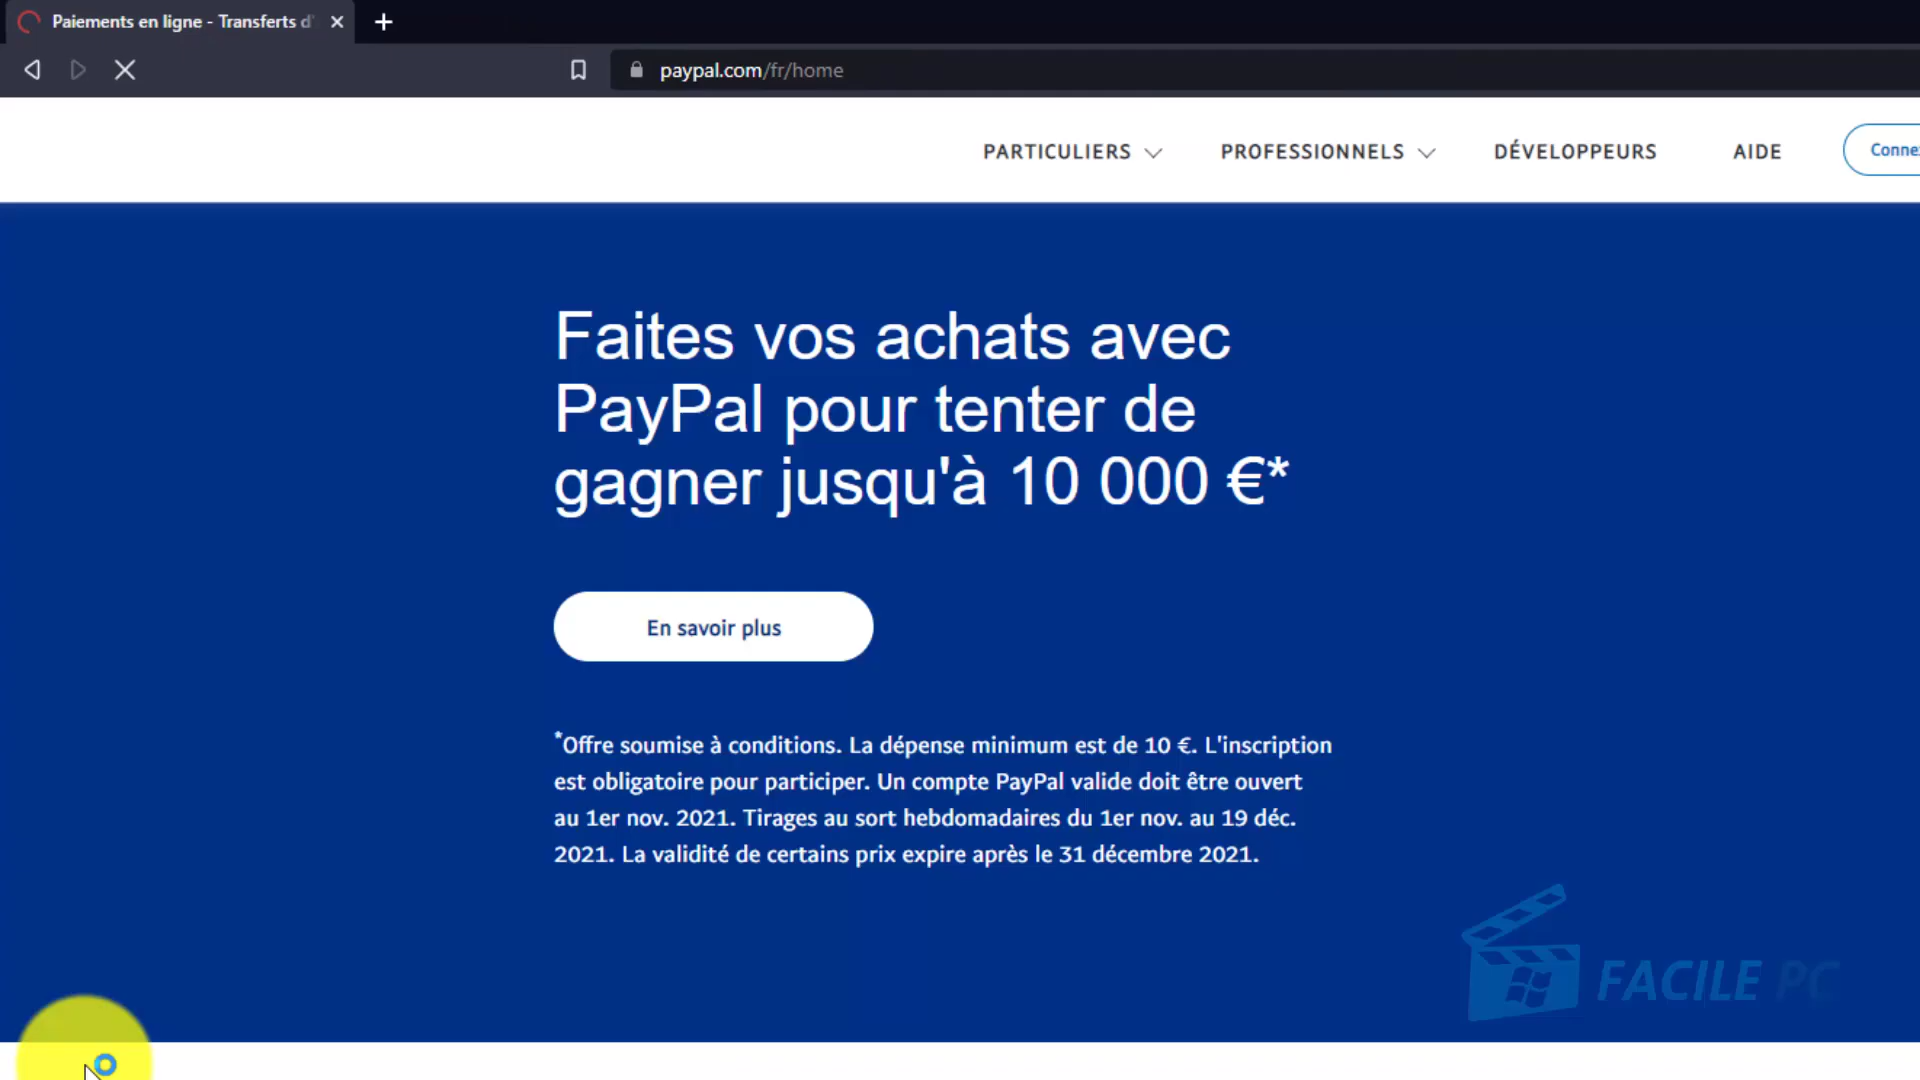 Paiements en ligne - Transferts d'
paypal.com/fr/home
PARTICULIERS
PROFESSIONNELS
DÉVELOPPEURS
AIDE
Conne
Faites vos achats avec
PayPal pour tenter de
gagner jusqu'à 10 000 €*
En savoir plus
*Offre soumise à conditions. La dépense minimum est de 10 €. L'inscription
est obligatoire pour participer. Un compte PayPal valide doit être ouvert
au 1er nov. 2021. Tirages au sort hebdomadaires du 1er nov. au 19 déc.
2021. La validité de certains prix expire après le 31 décembre 2021.
FACILE PC